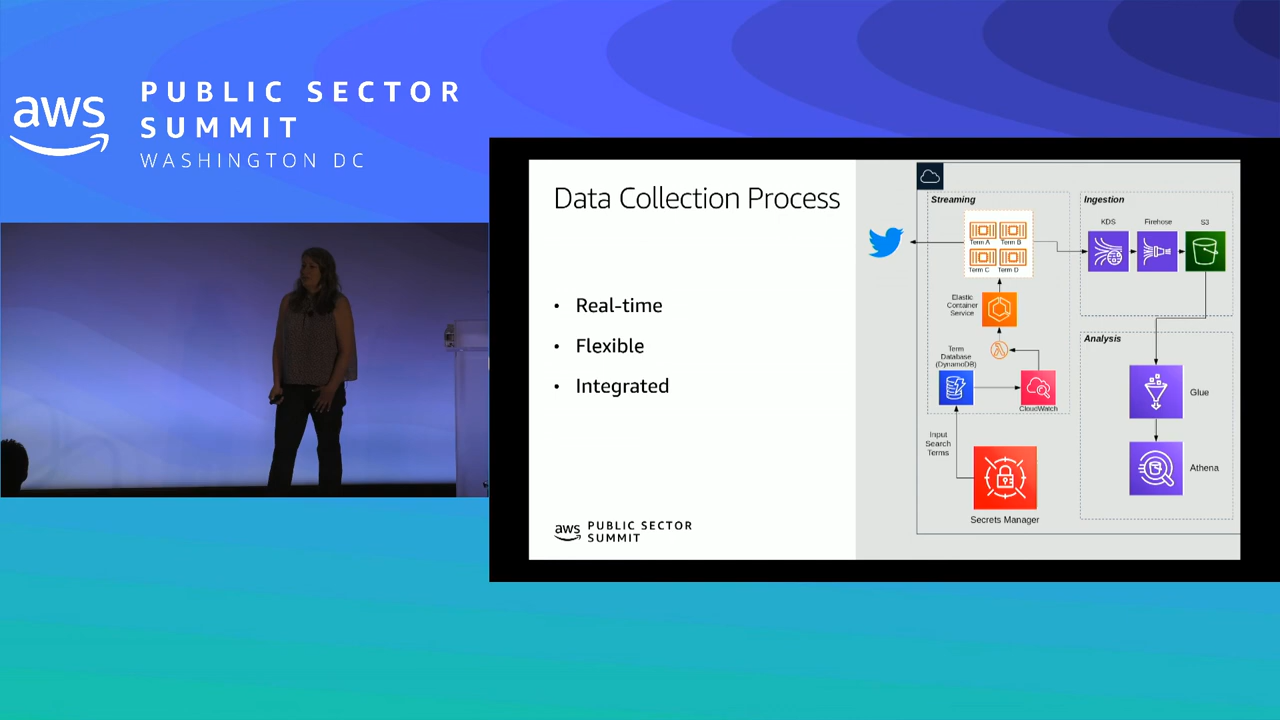 aws
PUBLIC SECTOR
SUMMIT
WASHINGTON DC
Data Collection Process
• Real-time
• Flexible
• Integrated
aws
PUBLIC SECTOR
SUMMIT
Streaming
Term A
Term B
Term C
Term D
Elastic
Container
Service
Term
Database
(DynamoDB)
CloudWatch
Input
Search
Terms
Secrets Manager
Ingestion
KDS
Firehose
S3
Analysis
Glue
Athena